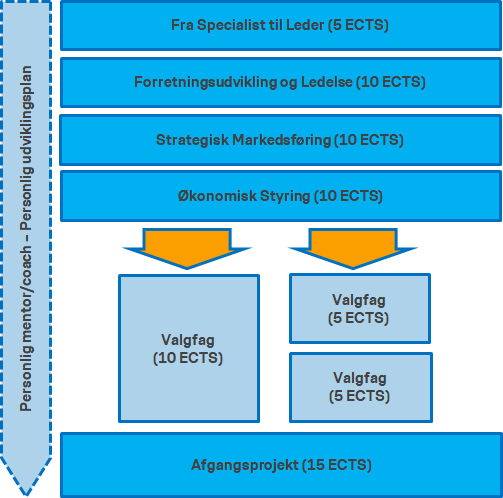 Personlig mentor/coach – Personlig udviklingsplan
Fra Specialist til Leder (5 ECTS)
Forretningsudvikling og Ledelse (10 ECTS)
Strategisk Markedsføring (10 ECTS)
Økonomisk Styring (10 ECTS)
Valgfag
(10 ECTS)
Valgfag
(5 ECTS)
Valgfag
(5 ECTS)
Afgangsprojekt (15 ECTS)